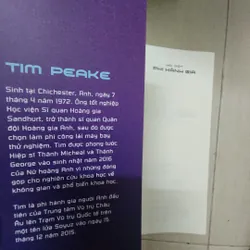 TIM PEAKE
Sinh tại Chichester, Anh, ngày 7
tháng 4 năm 1972. Ông tốt nghiệp
Học viện Sĩ quan Hoàng gia
Sandhurt, trở thành sĩ quan Quân
đội Hoàng gia Anh, sau đó được
chọn làm phi công lái máy bay
thử nghiệm. Tim được phong tước
Hiệp sĩ Thánh Micheal và Thánh
George vào sinh nhật năm 2016
của Nữ hoàng Anh vì những đóng
góp cho nghiên cứu khoa học về
không gian và phổ biến khoa học.
Tim là phi hành gia người Anh đầu
tiên của Trung tâm Vũ trụ Châu
Âu lên Trạm Vũ trụ Quốc tế trên
một tàu Soyuz vào ngày 15
tháng 12 năm 2015.